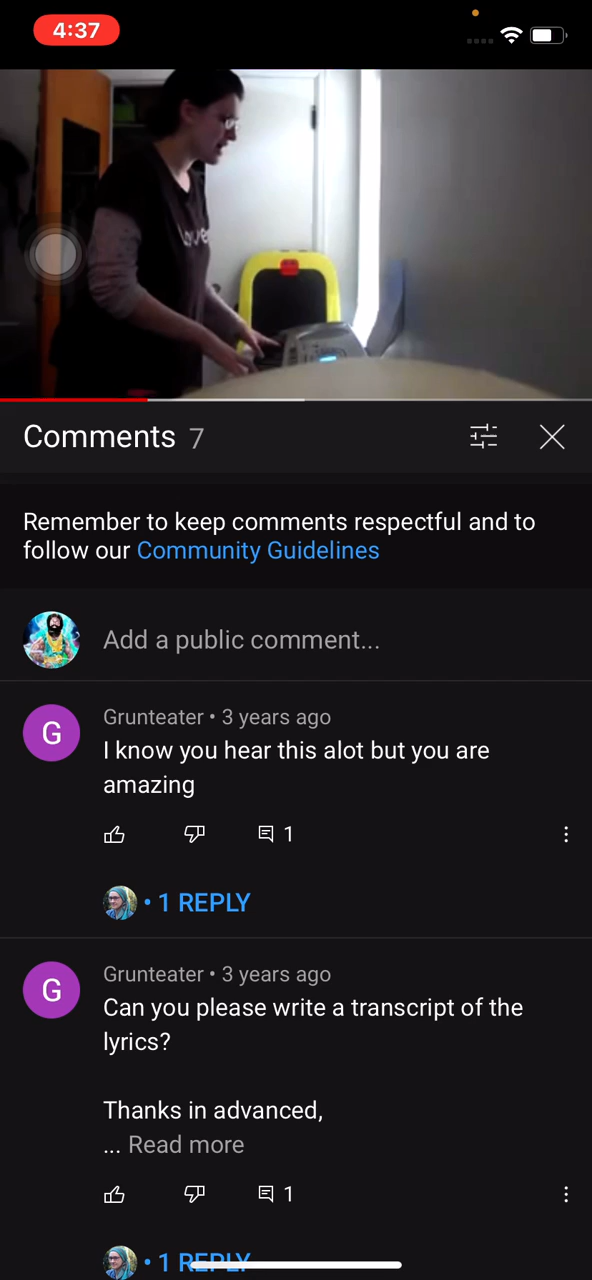 4:37
Comments 7
Remember to keep comments respectful and to
follow our Community Guidelines
Add a public comment...
G
Grunteater • 3 years ago
I know you hear this alot but you are
amazing
1
• 1 REPLY
G
Grunteater • 3 years ago
Can you please write a transcript of the
lyrics?
Thanks in advanced,
... Read more
1
• 1 REPLY